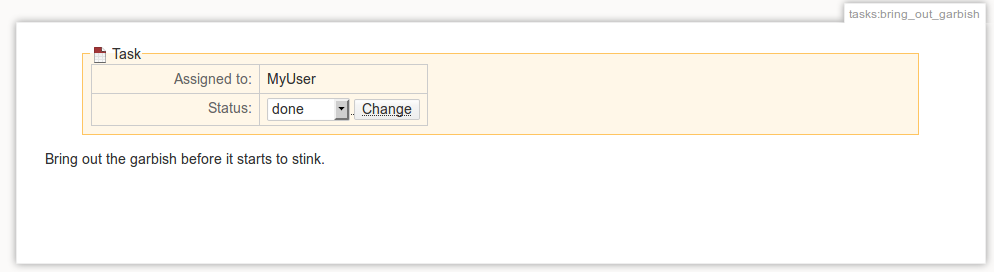 tasks:bring_out_garbish
Task
Assigned to: MyUser
Status: done Change
Bring out the garbish before it starts to stink.